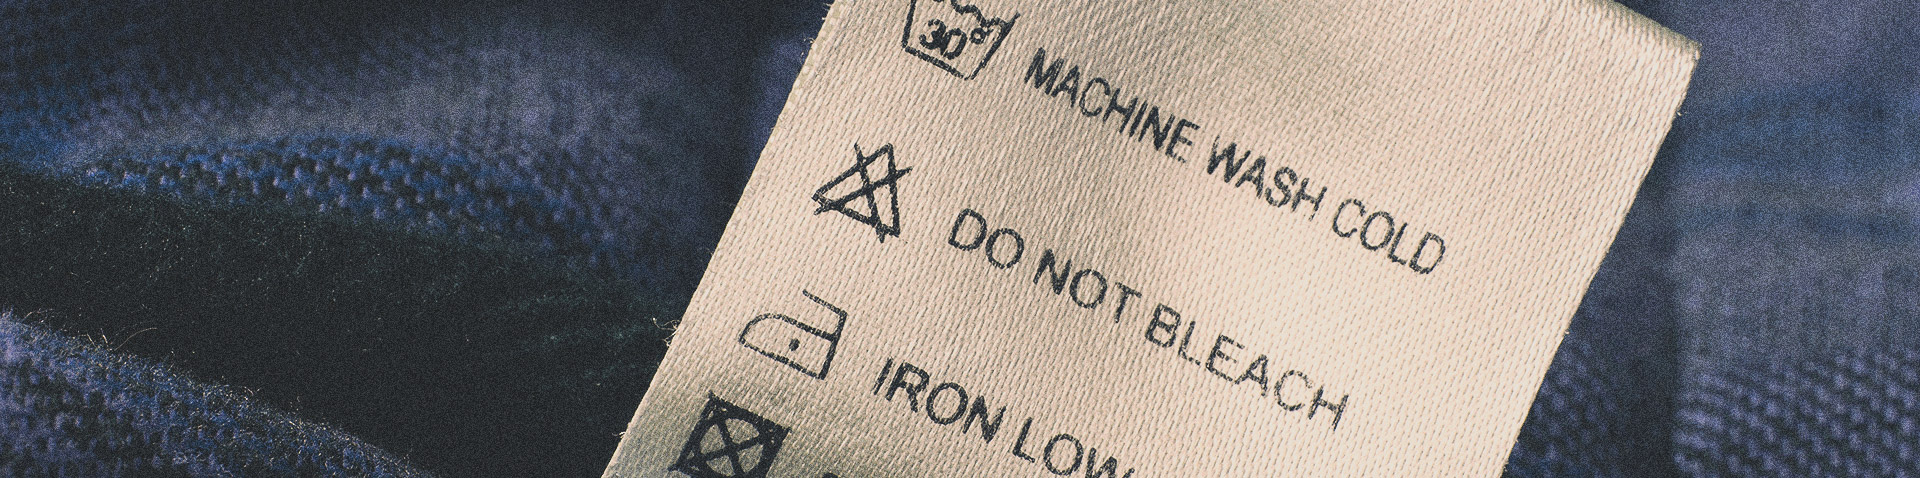 30°
MACHINE WASH COLD
DO NOT BLEACH
IRON LOW